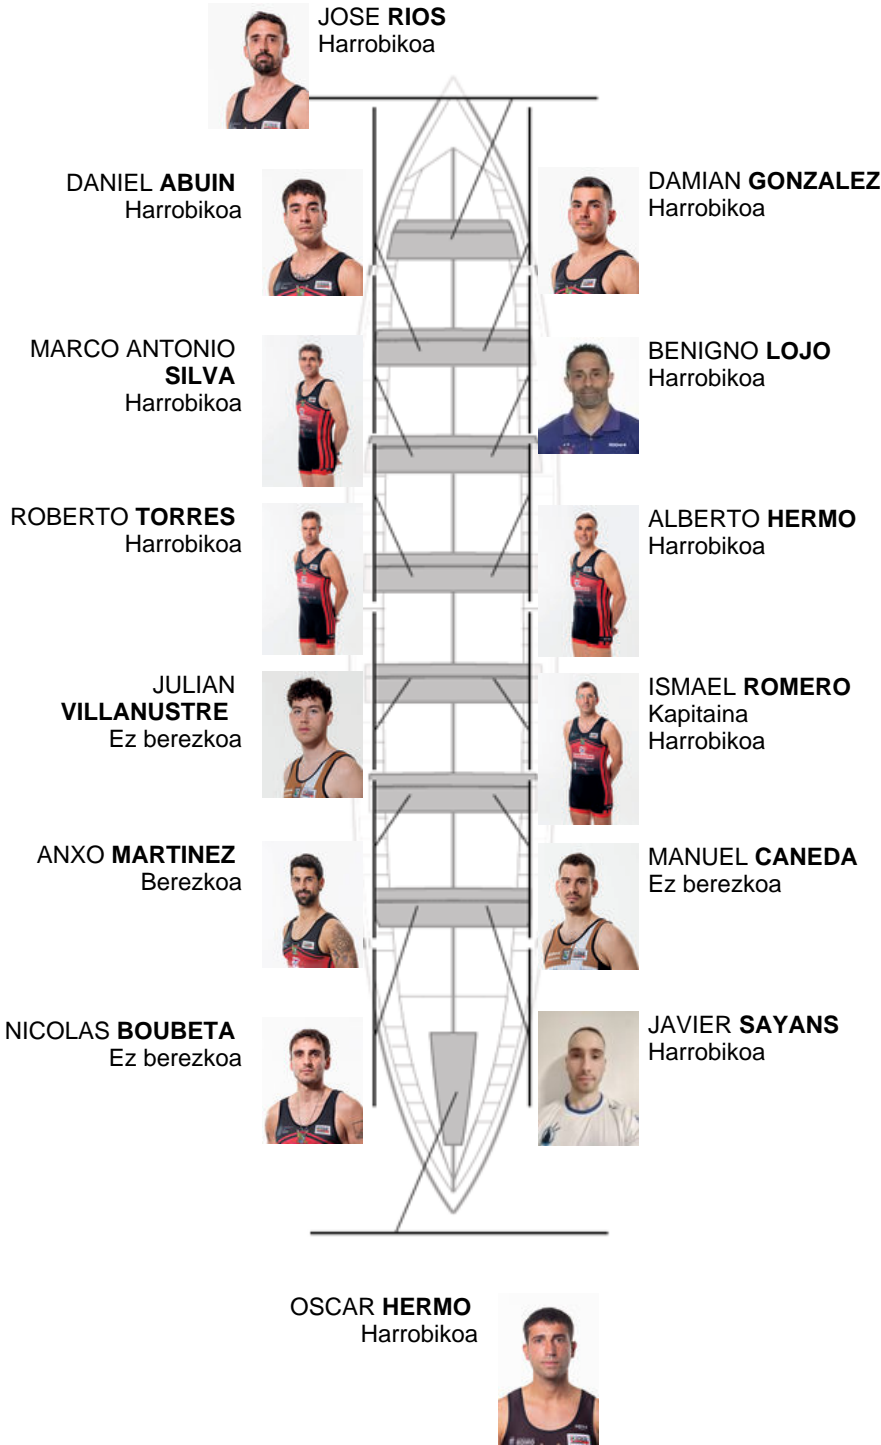 JOSE RIOS
Harrobikoa
DANIEL ABUIN
Harrobikoa
DAMIAN GONZALEZ
Harrobikoa
MARCO ANTONIO
SILVA
Harrobikoa
BENIGNO LOJO
Harrobikoa
ROBERTO TORRES
Harrobikoa
ALBERTO HERMO
Harrobikoa
JULIAN
VILLANUSTRE
Ez berezkoa
ISMAEL ROMERO
Kapitaina
Harrobikoa
ANXO MARTINEZ
Berezkoa
MANUEL CANEDA
Ez berezkoa
NICOLAS BOUBETA
Ez berezkoa
JAVIER SAYANS
Harrobikoa
OSCAR HERMO
Harrobikoa